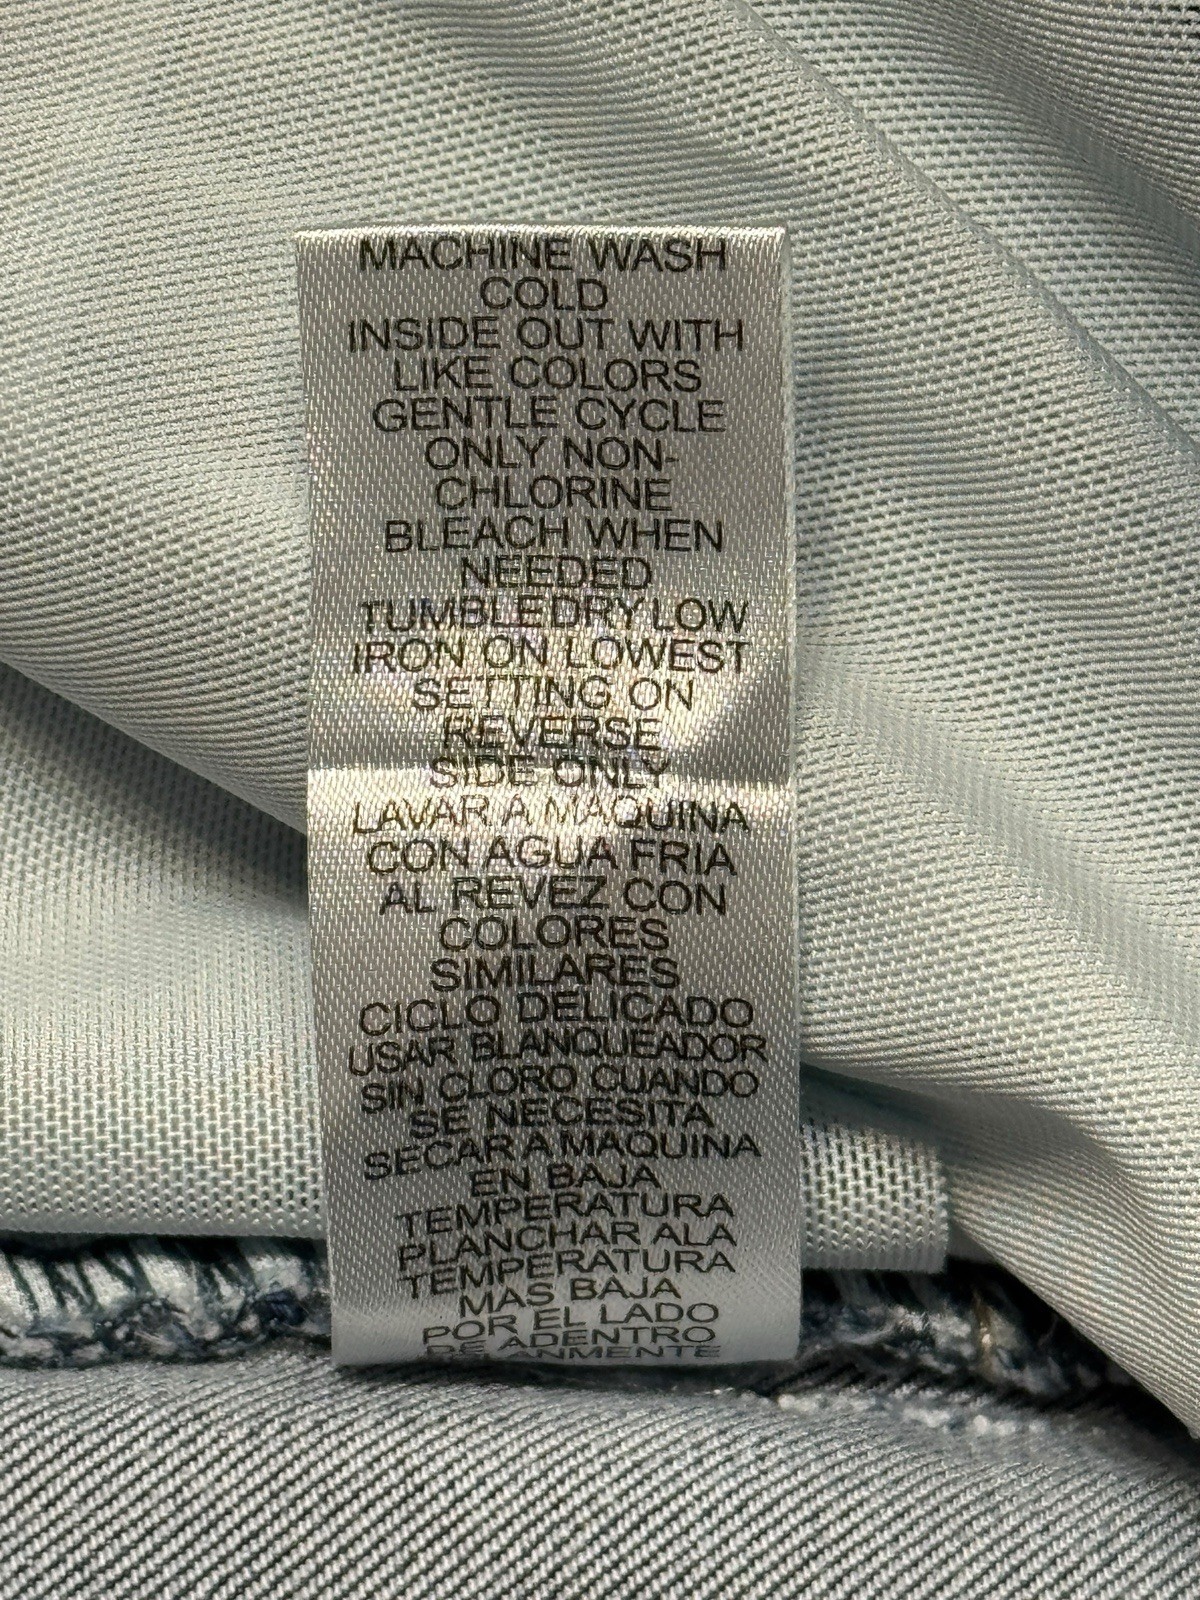 MACHINE WASH
COLD
INSIDE OUT WITH
LIKE COLORS
GENTLE CYCLE
ONLY NON-
CHLORINE
BLEACH WHEN
NEEDED
TUMBLE DRY LOW
IRON ON LOWEST
SETTING ON
REVERSE
SIDE ONLY
LAVAR A MAQUINA
CON AGUA FRIA
AL REVEZ CON
COLORES
SIMILARES
CICLO DELICADO
USAR BLANQUEADOR
SIN CLORO CUANDO
SE NECESITA
SECAR A MAQUINA
EN BAJA
TEMPERATURA
PLANCHAR ALA
TEMPERATURA
MAS BAJA
POR EL LADO
DE ADENTRO